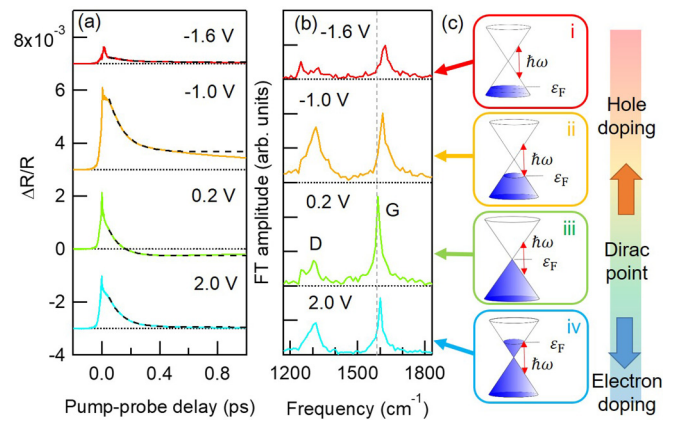 (a)
8x10⁻³
4
2
0
-2
-4
ΔR/R
-1.6 V
-1.0 V
0.2 V
2.0 V
0.0
0.4
0.8
Pump-probe delay (ps)
(b)
FT amplitude (arb. units)
-1.6 V
-1.0 V
0.2 V
D
G
2.0 V
1200
1600
1800
Frequency (cm⁻¹)
(c)
i
ħω
εF
ii
ħω
εF
iii
ħω
εF
iv
εF
ħω
Hole
doping
Dirac
point
Electron
doping